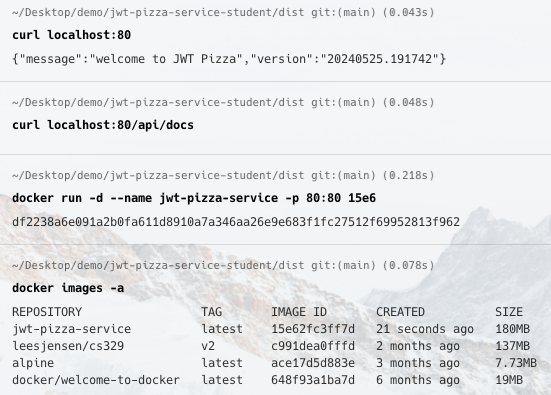 ~/Desktop/demo/jwt-pizza-service-student/dist git:(main) (0.043s)
curl localhost:80
{"message":"welcome to JWT Pizza","version":"20240525.191742"}
~/Desktop/demo/jwt-pizza-service-student/dist git:(main) (0.048s)
curl localhost:80/api/docs
~/Desktop/demo/jwt-pizza-service-student/dist git:(main) (0.218s)
docker run -d --name jwt-pizza-service -p 80:80 15e6
df2238a6e091a2b0fa611d8910a7a346aa26e9e683f1fc27512f69952813f962
~/Desktop/demo/jwt-pizza-service-student/dist git:(main) (0.078s)
docker images -a
REPOSITORY TAG IMAGE ID CREATED SIZE
jwt-pizza-service latest 15e62fc3ff7d 21 seconds ago 180MB
leesjensen/cs329 v2 c991dea0fffd 2 months ago 137MB
alpine latest ace17d5d883e 3 months ago 7.73MB
docker/welcome-to-docker latest 648f93a1ba7d 6 months ago 19MB